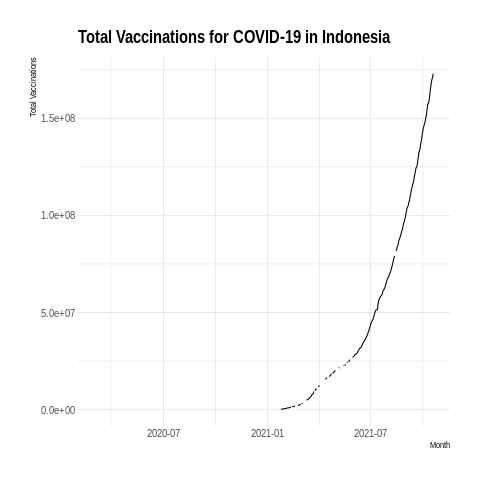 Total Vaccinations for COVID-19 in Indonesia
Total Vaccinations
1.5e+08
1.0e+08
5.0e+07
0.0e+00
2020-07 2021-01 2021-07
Month